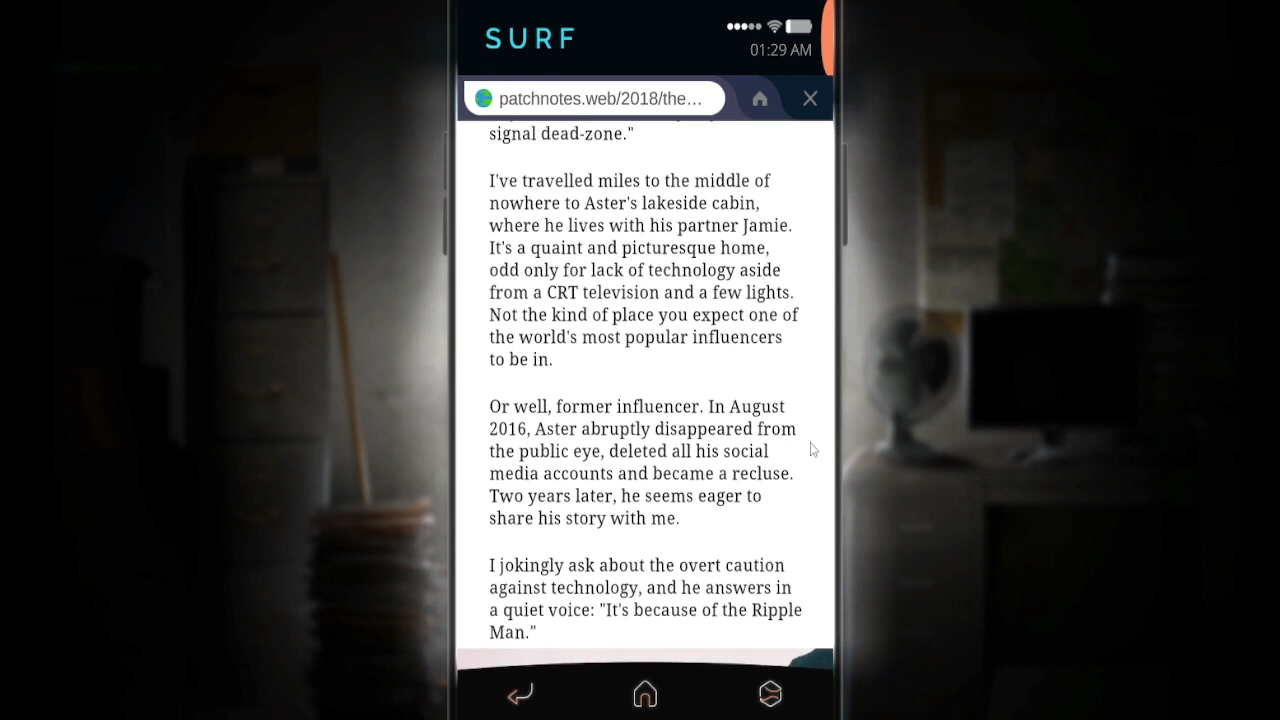 SURF
01:29 AM
patchnotes.web/2018/the...
signal dead-zone."
I've travelled miles to the middle of
nowhere to Aster's lakeside cabin,
where he lives with his partner Jamie.
It's a quaint and picturesque home,
odd only for lack of technology aside
from a CRT television and a few lights.
Not the kind of place you expect one of
the world's most popular influencers
to be in.
Or well, former influencer. In August
2016, Aster abruptly disappeared from
the public eye, deleted all his social
media accounts and became a recluse.
Two years later, he seems eager to
share his story with me.
I jokingly ask about the overt caution
against technology, and he answers in
a quiet voice: "It's because of the Ripple
Man."